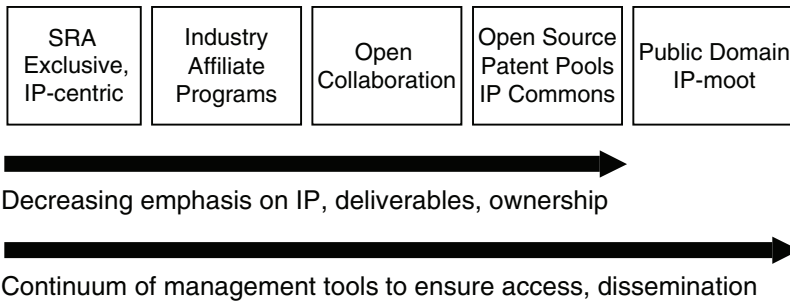 SRA
Exclusive,
IP-centric
Industry
Affiliate
Programs
Open
Collaboration
Open Source
Patent Pools
IP Commons
Public Domain
IP-moot
Decreasing emphasis on IP, deliverables, ownership
Continuum of management tools to ensure access, dissemination